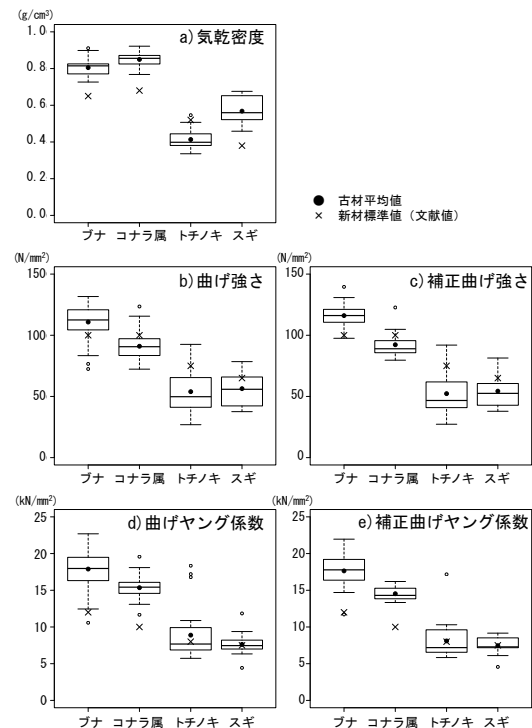 (g/cm³)
a) 気乾密度
1.0
0.8
0.6
0.4
0.2
0.0
ブナ コナラ属 トチノキ スギ
● 古材平均値
× 新材標準値（文献値）
(N/mm²)
b) 曲げ強さ
150
100
50
0
ブナ コナラ属 トチノキ スギ
(N/mm²)
c) 補正曲げ強さ
150
100
50
0
ブナ コナラ属 トチノキ スギ
(kN/mm²)
d) 曲げヤング係数
25
20
15
10
5
0
ブナ コナラ属 トチノキ スギ
(kN/mm²)
e) 補正曲げヤング係数
25
20
15
10
5
0
ブナ コナラ属 トチノキ スギ